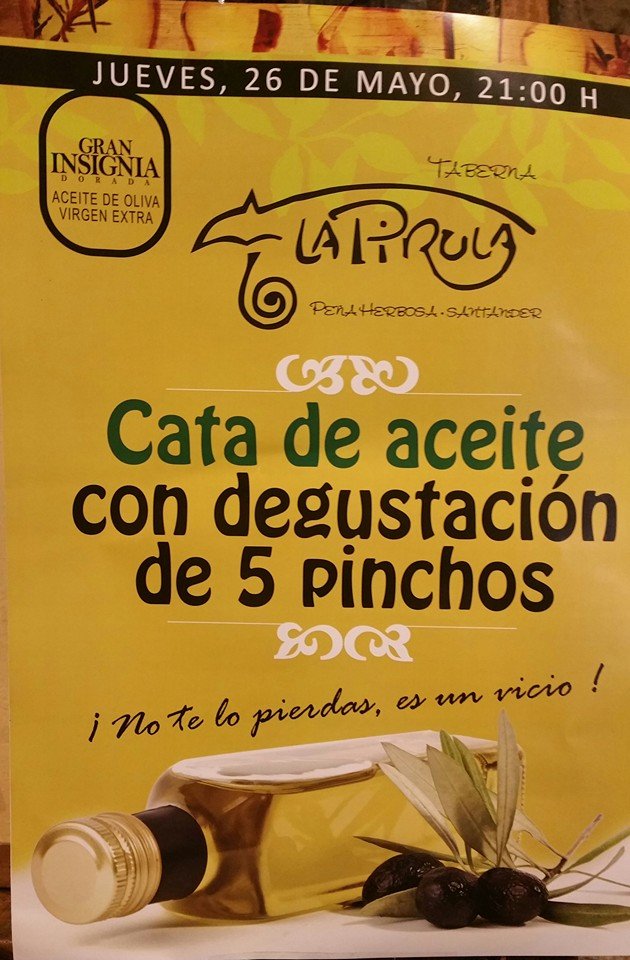 JUEVES, 26 DE MAYO, 21:00 H
GRAN
INSIGNIA
DORADA
ACEITE DE OLIVA
VIRGEN EXTRA
TABERNA
LA PIRULA
PEÑA HERBOSA - SANTANDER
Cata de aceite
con degustación
de 5 pinchos
¡ No te lo pierdas, es un vicio !